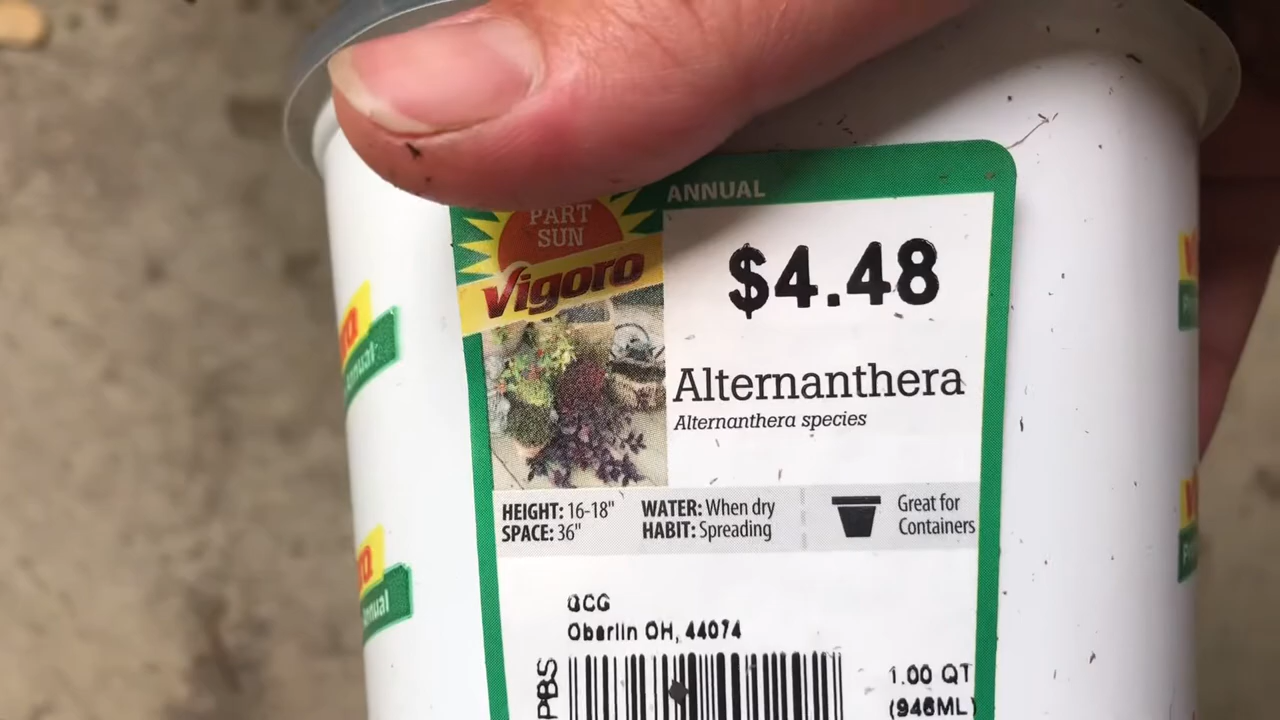 ANNUAL
PART
SUN
Vigoro
$4.48
Alternanthera
Alternanthera species
HEIGHT: 16-18"
SPACE: 36"
WATER: When dry
HABIT: Spreading
Great for
Containers
GCG
Oberlin OH, 44074
PBS
1.00 QT
(946ML)